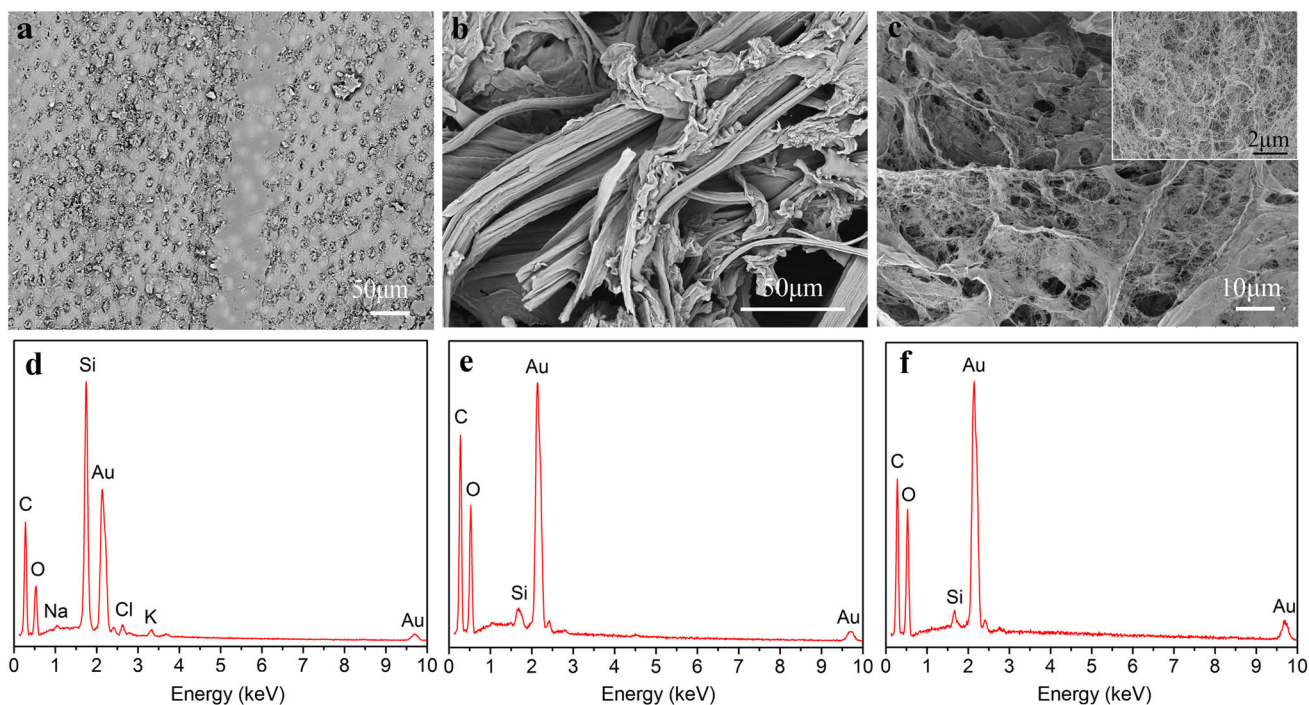 a
50μm
b
50μm
c
2μm
10μm
d
Si
Au
C
O
Na
Cl
K
Au
0 1 2 3 4 5 6 7 8 9 10
Energy (keV)
e
Au
C
O
Si
Au
0 1 2 3 4 5 6 7 8 9 10
Energy (keV)
f
Au
C
O
Si
Au
0 1 2 3 4 5 6 7 8 9 10
Energy (keV)